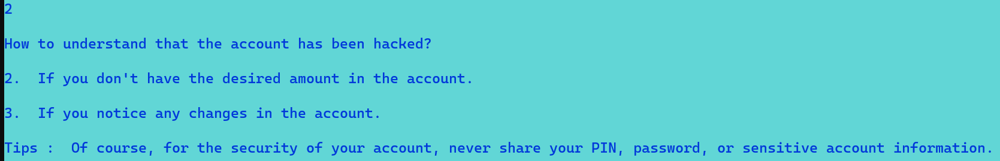 2
How to understand that the account has been hacked?
2.  If you don't have the desired amount in the account.
3.  If you notice any changes in the account.
Tips :  Of course, for the security of your account, never share your PIN, password, or sensitive account information.